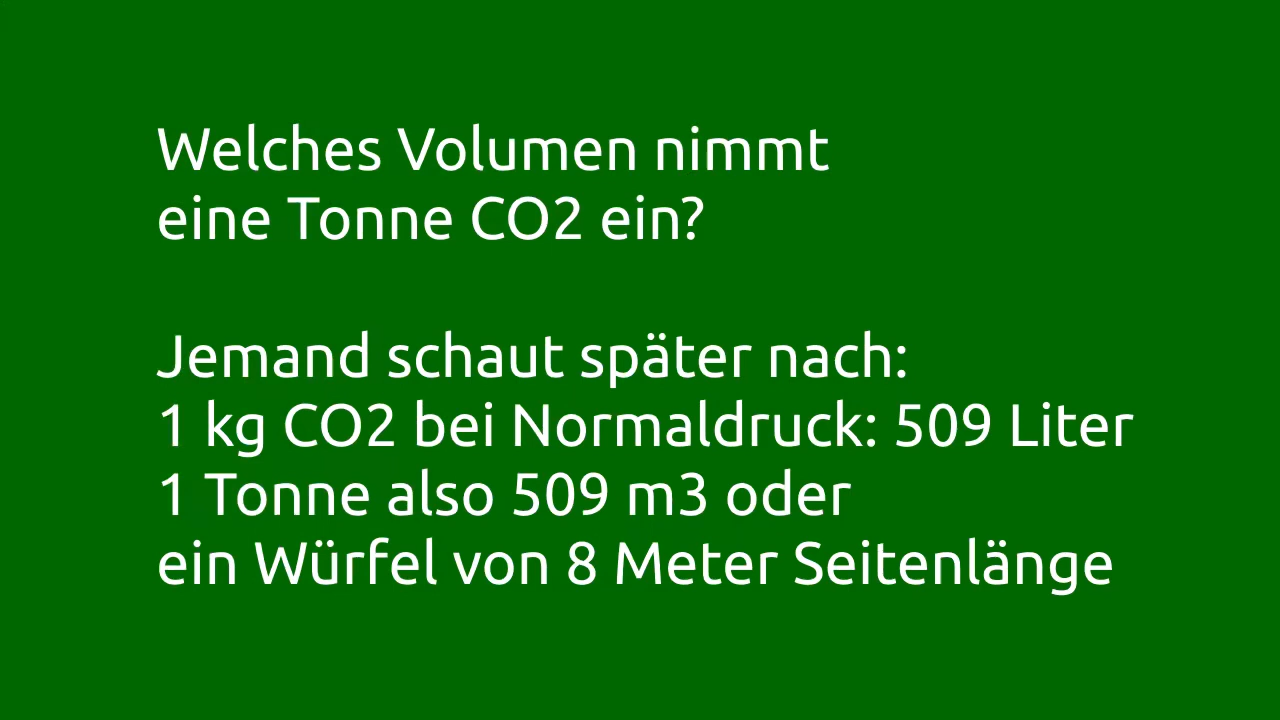 Welches Volumen nimmt
eine Tonne CO2 ein?
Jemand schaut später nach:
1 kg CO2 bei Normaldruck: 509 Liter
1 Tonne also 509 m3 oder
ein Würfel von 8 Meter Seitenlänge